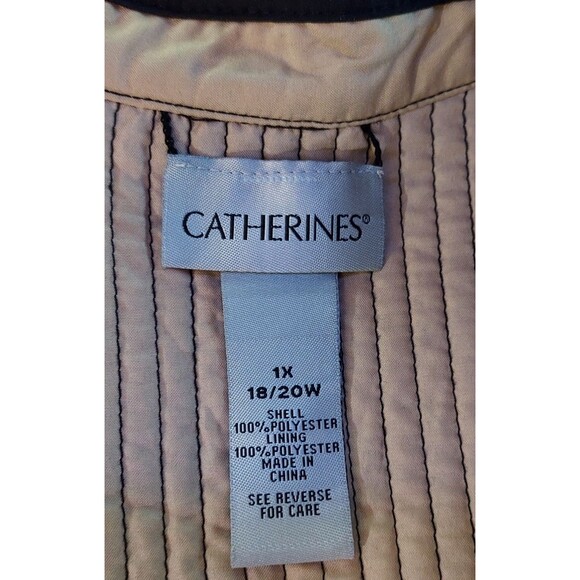 CATHERINES®
1X
18/20W
SHELL
100%POLYESTER
LINING
100%POLYESTER
MADE IN
CHINA
SEE REVERSE
FOR CARE